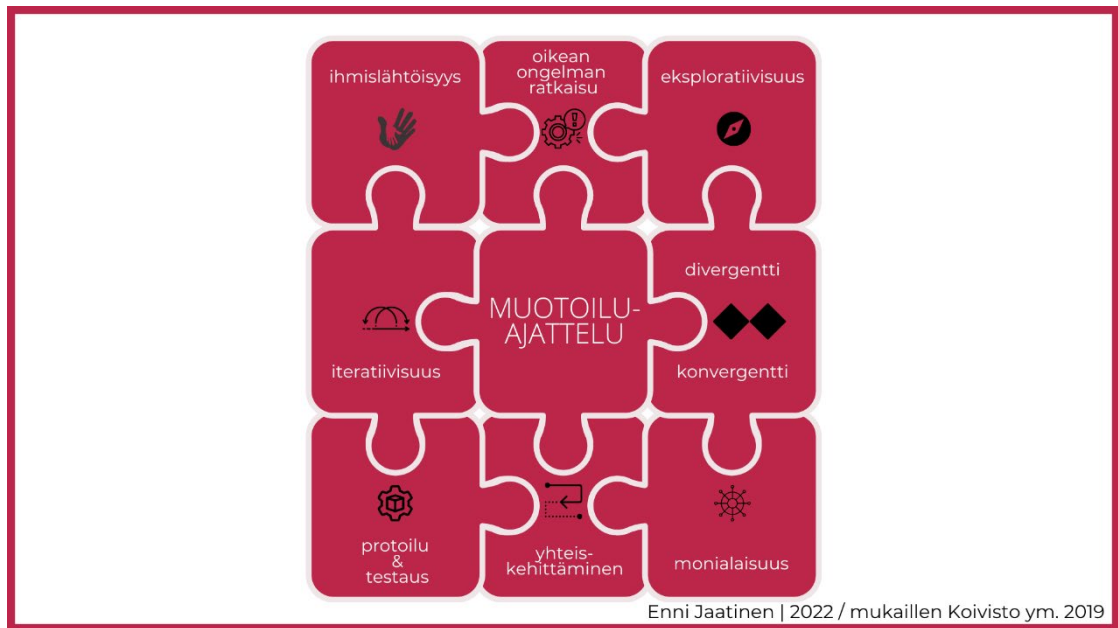 ihmislähtöisyys
oikean
ongelman
ratkaisu
eksploratiivisuus
iteratiivisuus
MUOTOILU-
AJATTELU
divergentti
konvergentti
protoilu
&
testaus
yhteis-
kehittäminen
monialaisuus
Enni Jaatinen | 2022 / mukaillen Koivisto ym. 2019